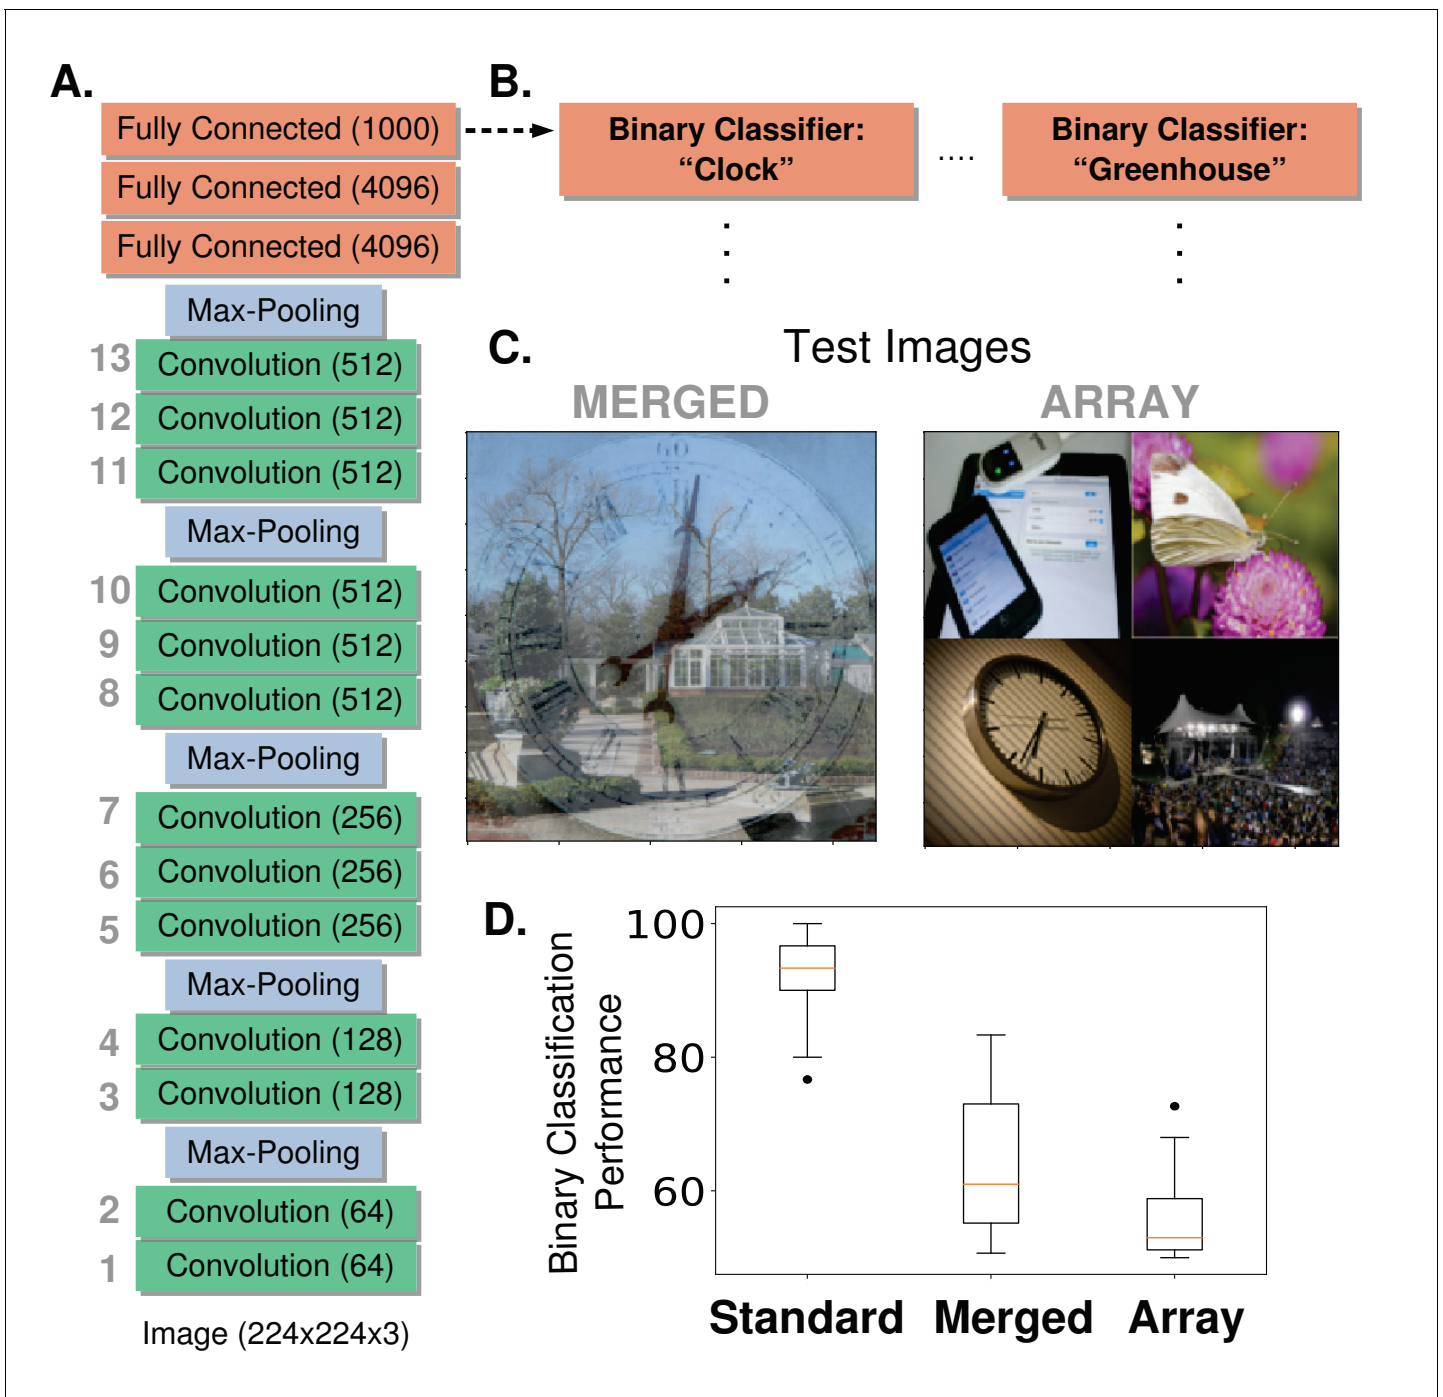 A.
Fully Connected (1000)
Fully Connected (4096)
Fully Connected (4096)
Max-Pooling
13 Convolution (512)
12 Convolution (512)
11 Convolution (512)
Max-Pooling
10 Convolution (512)
9 Convolution (512)
8 Convolution (512)
Max-Pooling
7 Convolution (256)
6 Convolution (256)
5 Convolution (256)
Max-Pooling
4 Convolution (128)
3 Convolution (128)
Max-Pooling
2 Convolution (64)
1 Convolution (64)
Image (224x224x3)
B.
Binary Classifier:
“Clock”
....
Binary Classifier:
“Greenhouse”
C.
Test Images
MERGED
ARRAY
60
D.
Binary Classification
Performance
100
80
60
Standard Merged Array